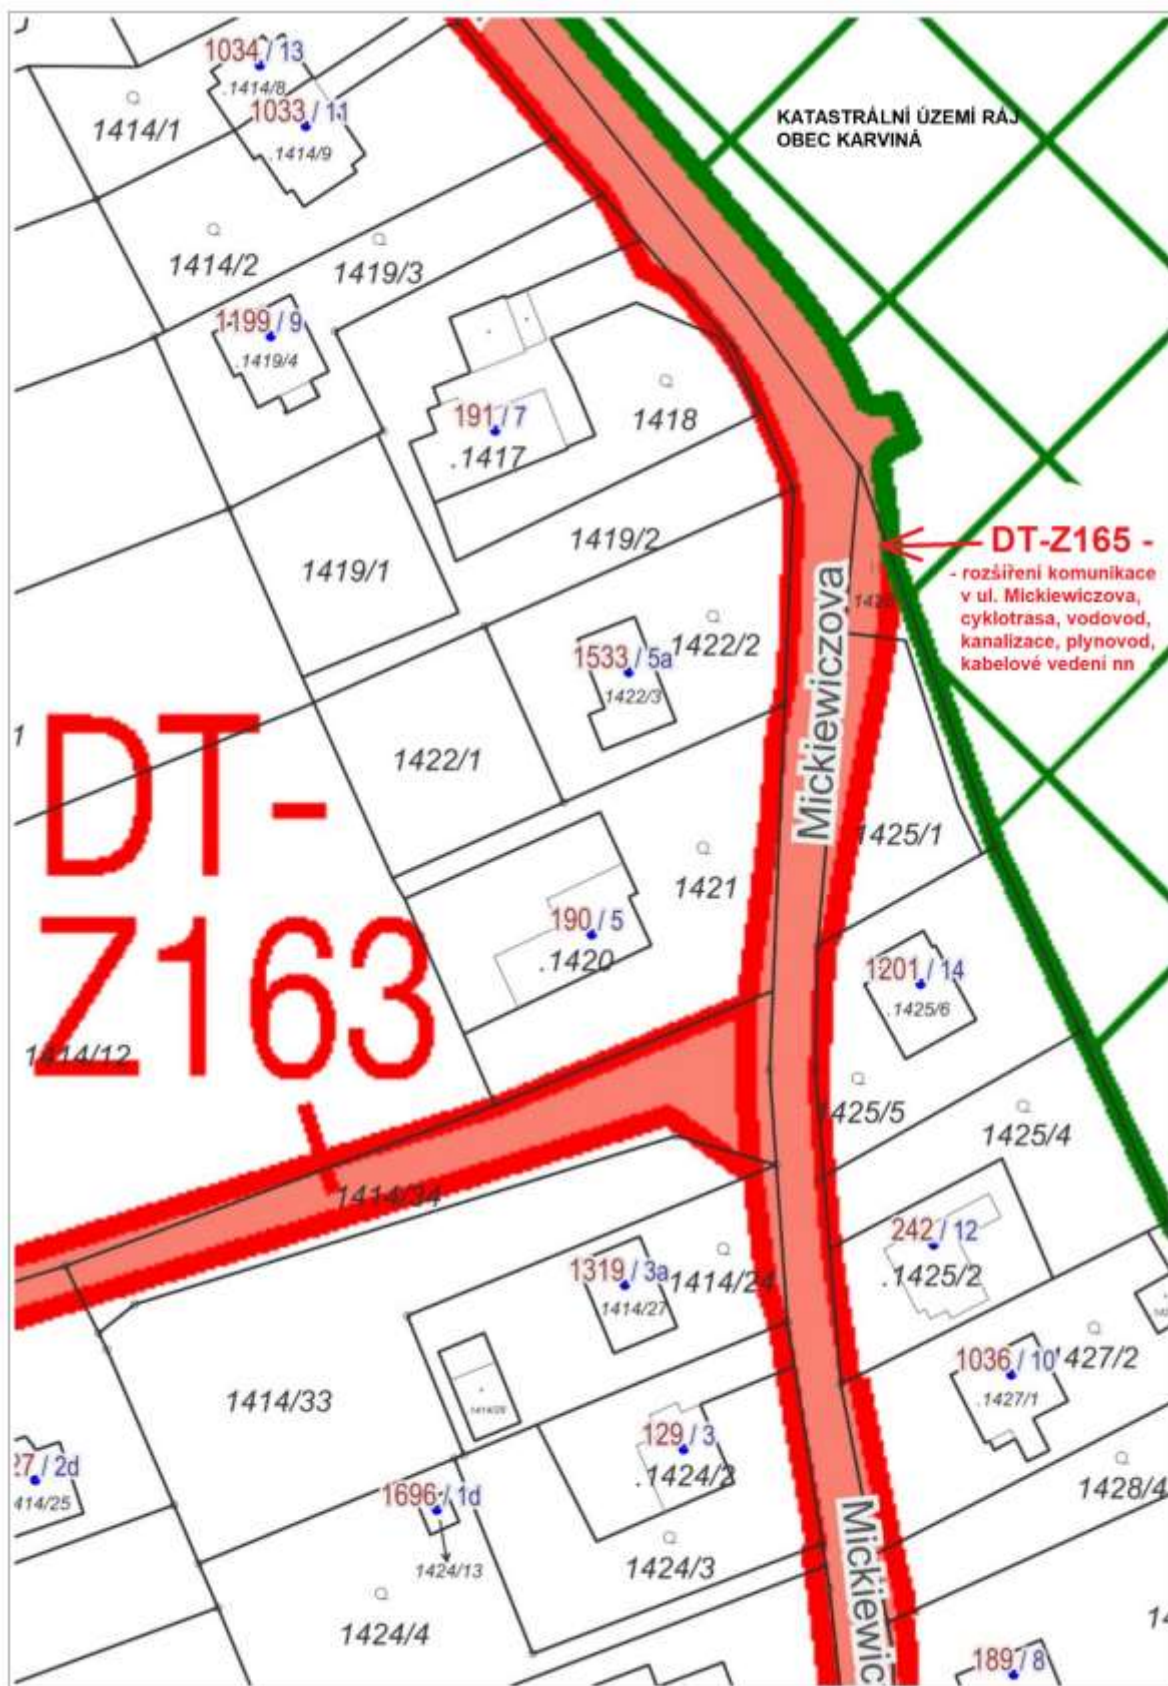 1034 / 13
.1414/8
1033 / 11
.1414/9
1414/1
KATASTRÁLNÍ ÚZEMÍ RÁJ
OBEC KARVINÁ
1414/2
1419/3
1199 / 9
.1419/4
191 / 7
.1417
1418
1419/2
1419/1
DT-Z165 -
- rozšíření komunikace
v ul. Mickiewiczova,
cyklotrasa, vodovod,
kanalizace, plynovod,
kabelové vedení nn
Mickiewiczova
1533 / 5a
1422/3
1422/2
1422/1
DT-
Z163
1425/1
1421
190 / 5
.1420
1201 / 14
.1425/6
1414/12
1425/5
1425/4
1414/34
242 / 12
.1425/2
1319 / 3a
1414/27
1414/24
1036 / 10
.1427/1
1427/2
1414/33
129 / 3
.1424/2
27 / 2d
414/25
1696 / 1d
1424/13
1428/4
1424/3
1424/4
Mickiewic
189 / 8